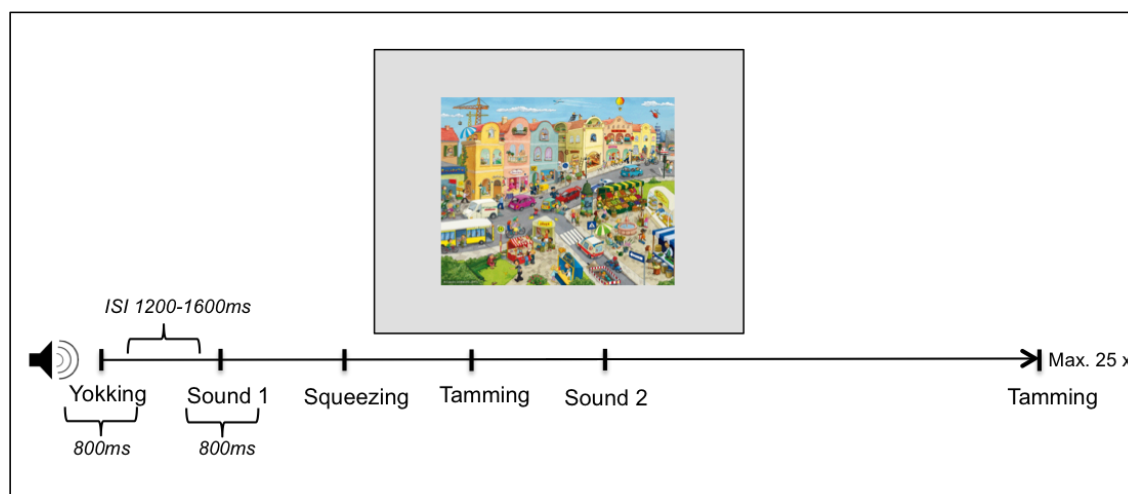 ISI 1200-1600ms
Max. 25 x
Yokking
Sound 1
Squeezing
Tamming
Sound 2
Tamming
800ms
800ms